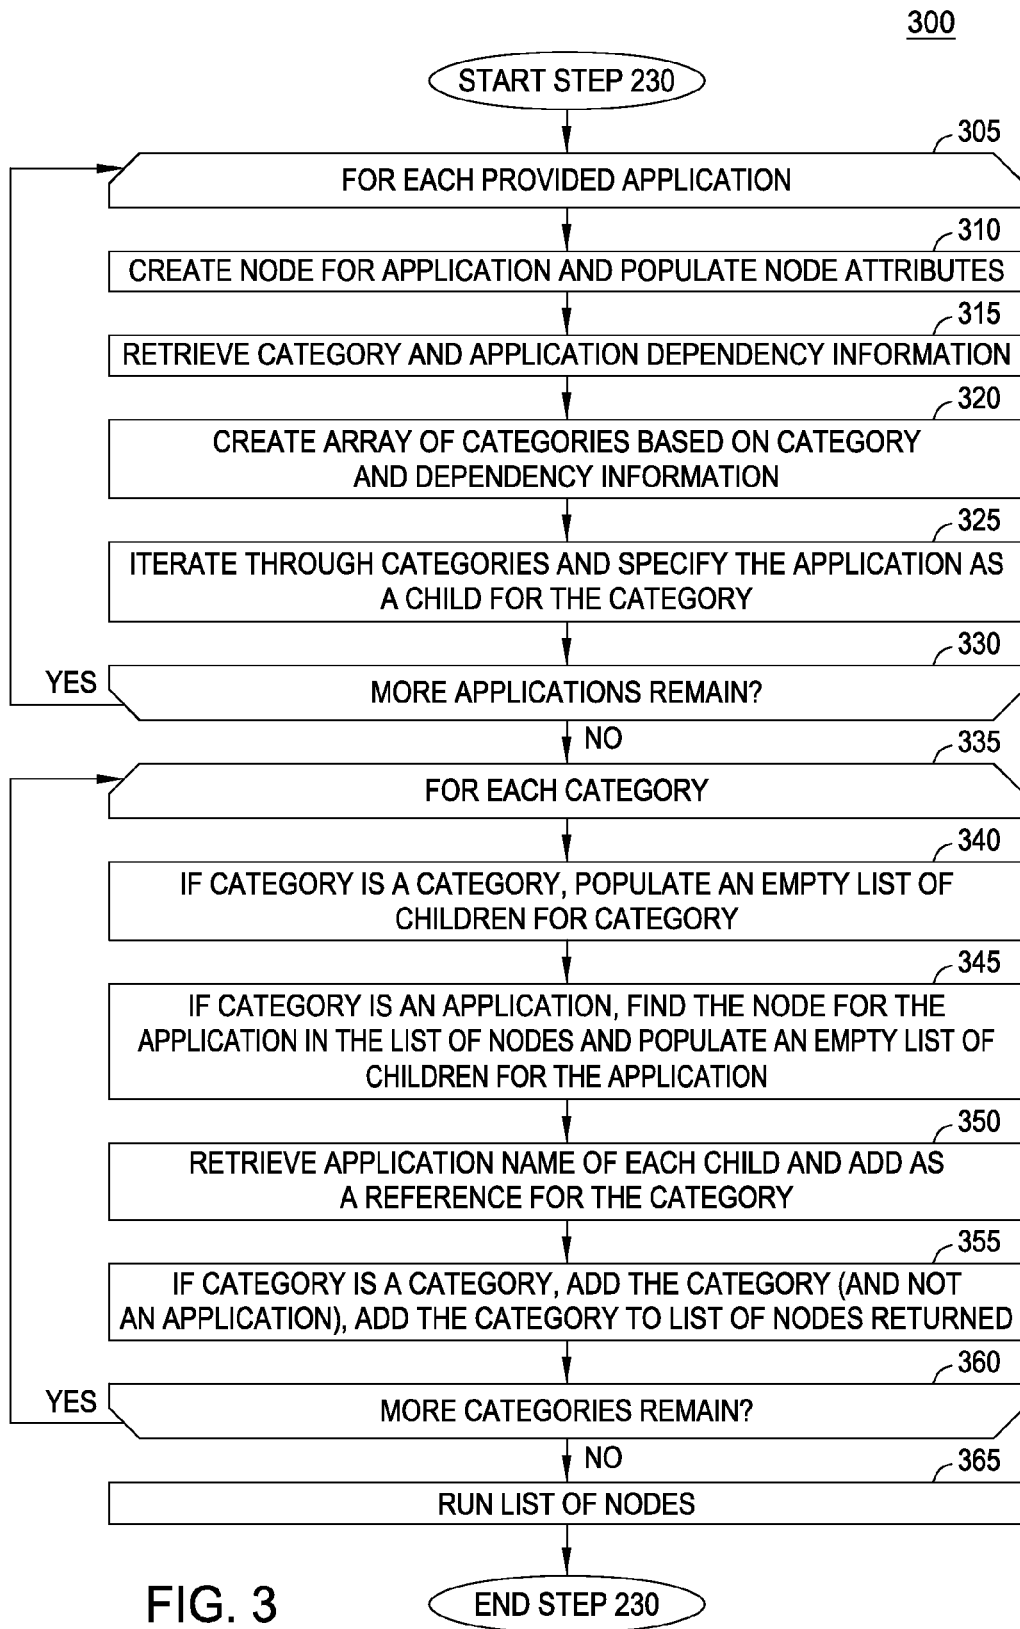 300
START STEP 230
305
FOR EACH PROVIDED APPLICATION
310
CREATE NODE FOR APPLICATION AND POPULATE NODE ATTRIBUTES
315
RETRIEVE CATEGORY AND APPLICATION DEPENDENCY INFORMATION
320
CREATE ARRAY OF CATEGORIES BASED ON CATEGORY
AND DEPENDENCY INFORMATION
325
ITERATE THROUGH CATEGORIES AND SPECIFY THE APPLICATION AS
A CHILD FOR THE CATEGORY
330
YES
MORE APPLICATIONS REMAIN?
NO
335
FOR EACH CATEGORY
340
IF CATEGORY IS A CATEGORY, POPULATE AN EMPTY LIST OF
CHILDREN FOR CATEGORY
345
IF CATEGORY IS AN APPLICATION, FIND THE NODE FOR THE
APPLICATION IN THE LIST OF NODES AND POPULATE AN EMPTY LIST OF
CHILDREN FOR THE APPLICATION
350
RETRIEVE APPLICATION NAME OF EACH CHILD AND ADD AS
A REFERENCE FOR THE CATEGORY
355
IF CATEGORY IS A CATEGORY, ADD THE CATEGORY (AND NOT
AN APPLICATION), ADD THE CATEGORY TO LIST OF NODES RETURNED
360
YES
MORE CATEGORIES REMAIN?
NO
365
RUN LIST OF NODES
END STEP 230
FIG. 3